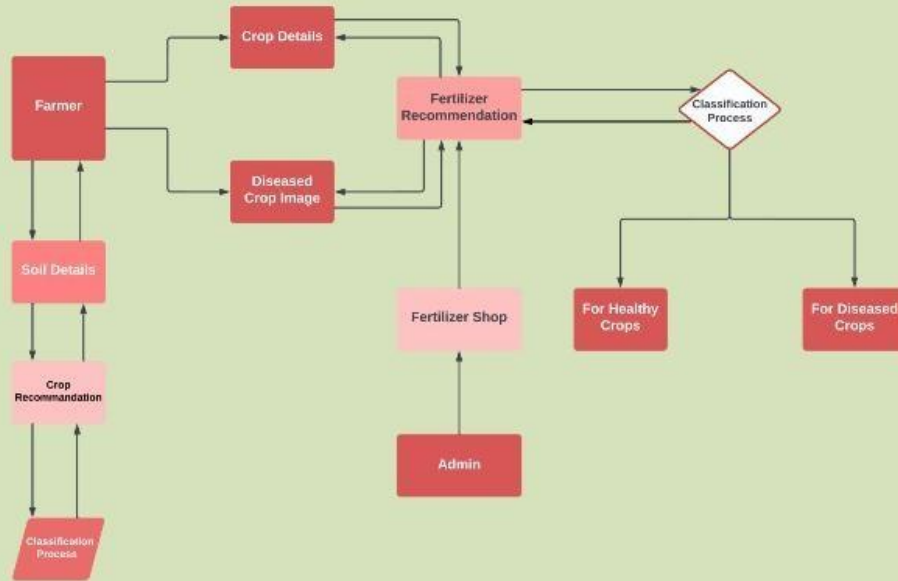 Crop Details
Farmer
Fertilizer
Recommendation
Classification
Process
Diseased
Crop Image
Soil Details
Fertilizer Shop
For Healthy
Crops
For Diseased
Crops
Crop
Recommandation
Admin
Classification
Process